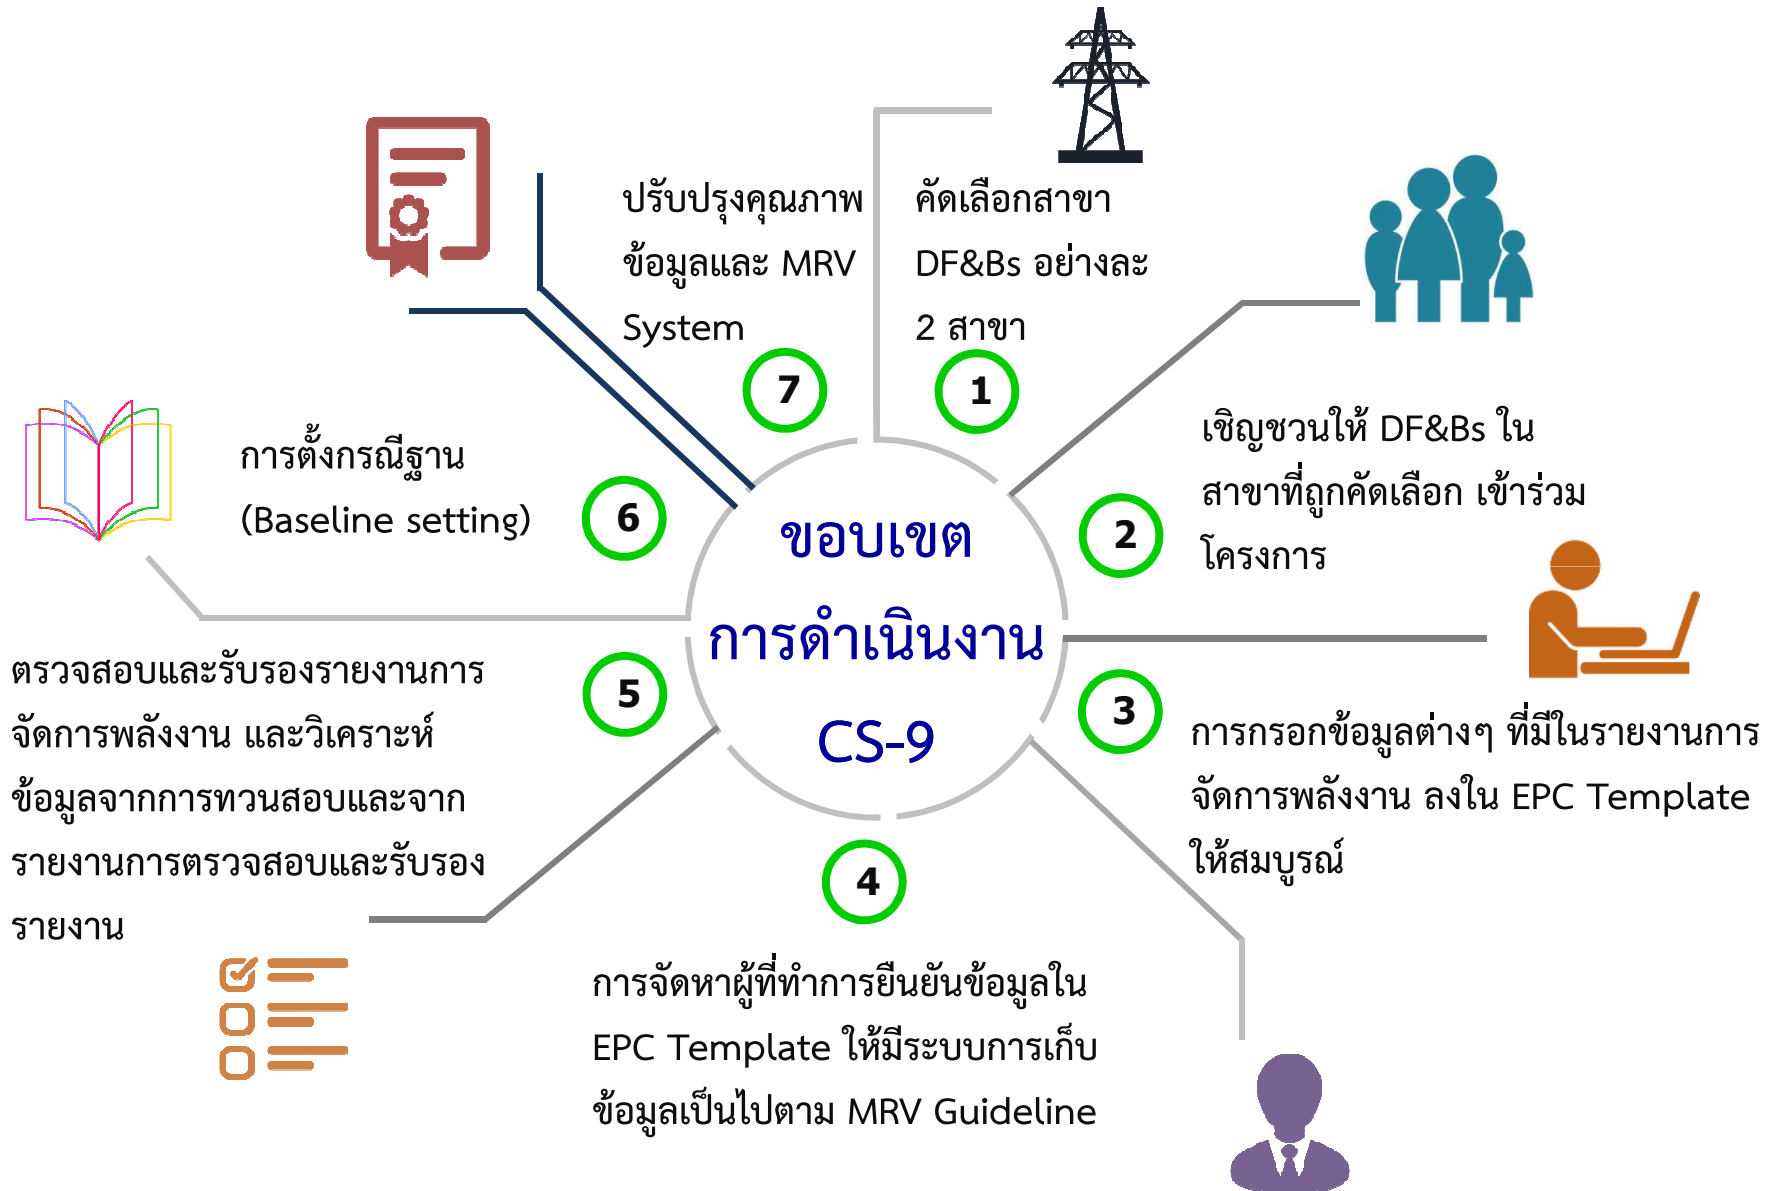 ขอบเขต
การดำเนินงาน
CS-9
คัดเลือกสาขา
DF&Bs อย่างละ
2 สาขา
1
เชิญชวนให้ DF&Bs ใน
สาขาที่ถูกคัดเลือก เข้าร่วม
โครงการ
2
3
การกรอกข้อมูลต่างๆ ที่มีในรายงานการ
จัดการพลังงาน ลงใน EPC Template
ให้สมบูรณ์
4
การจัดหาผู้ที่ทำการยืนยันข้อมูลใน
EPC Template ให้มีระบบการเก็บ
ข้อมูลเป็นไปตาม MRV Guideline
5
ตรวจสอบและรับรองรายงานการ
จัดการพลังงาน และวิเคราะห์
ข้อมูลจากการทวนสอบและจาก
รายงานการตรวจสอบและรับรอง
รายงาน
6
การตั้งกรณีฐาน
(Baseline setting)
ปรับปรุงคุณภาพ
ข้อมูลและ MRV
System
7